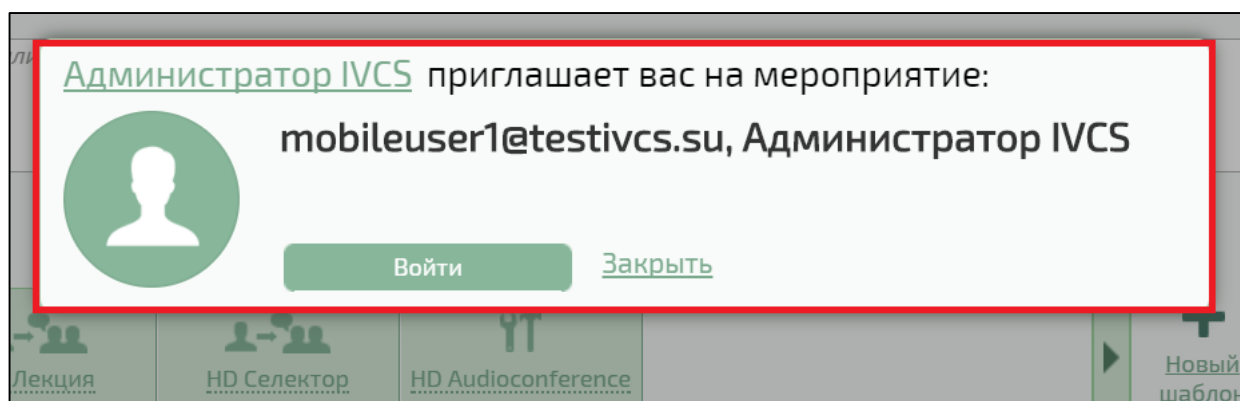 Администратор IVCS приглашает вас на мероприятие:
mobileuser1@testivcs.su, Администратор IVCS
Войти
Закрыть
Лекция
HD Селектор
HD Audioconference
Новый
шаблон